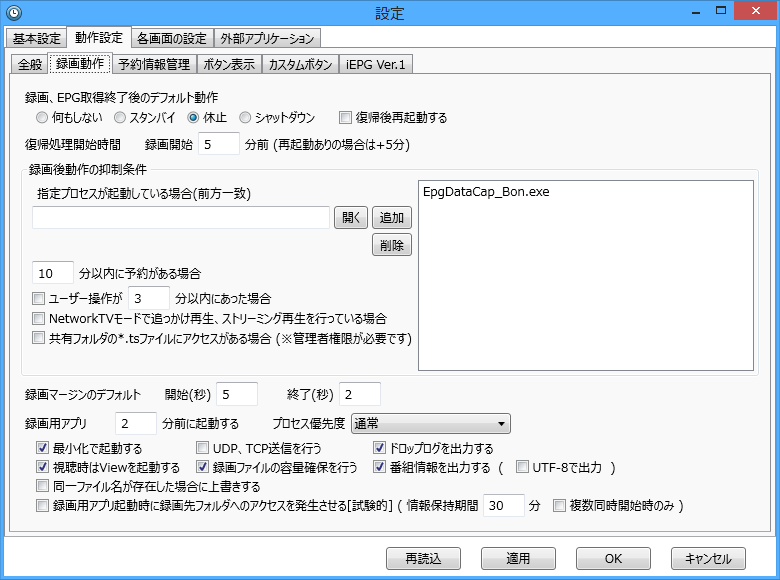 設定
基本設定 動作設定 各画面の設定 外部アプリケーション
全般 録画動作 予約情報管理 ボタン表示 カスタムボタン iEPG Ver.1
録画、EPG取得終了後のデフォルト動作
何もしない スタンバイ 休止 シャットダウン 復帰後再起動する
復帰処理開始時間 録画開始 5 分前 (再起動ありの場合は+5分)
録画後動作の抑制条件
指定プロセスが起動している場合(前方一致)
EpgDataCap_Bon.exe
開く 追加
削除
10 分以内に予約がある場合
ユーザー操作が 3 分以内にあった場合
NetworkTVモードで追っかけ再生、ストリーミング再生を行っている場合
共有フォルダの*.tsファイルにアクセスがある場合 (※管理者権限が必要です)
録画マージンのデフォルト 開始(秒) 5 終了(秒) 2
録画用アプリ 2 分前に起動する プロセス優先度 通常
最小化で起動する UDP、TCP送信を行う ドロップログを出力する
視聴時はViewを起動する 録画ファイルの容量確保を行う 番組情報を出力する ( UTF-8で出力 )
同一ファイル名が存在した場合に上書きする
録画用アプリ起動時に録画先フォルダへのアクセスを発生させる[試験的] ( 情報保持期間 30 分 複数同時開始時のみ )
再読込 適用 OK キャンセル